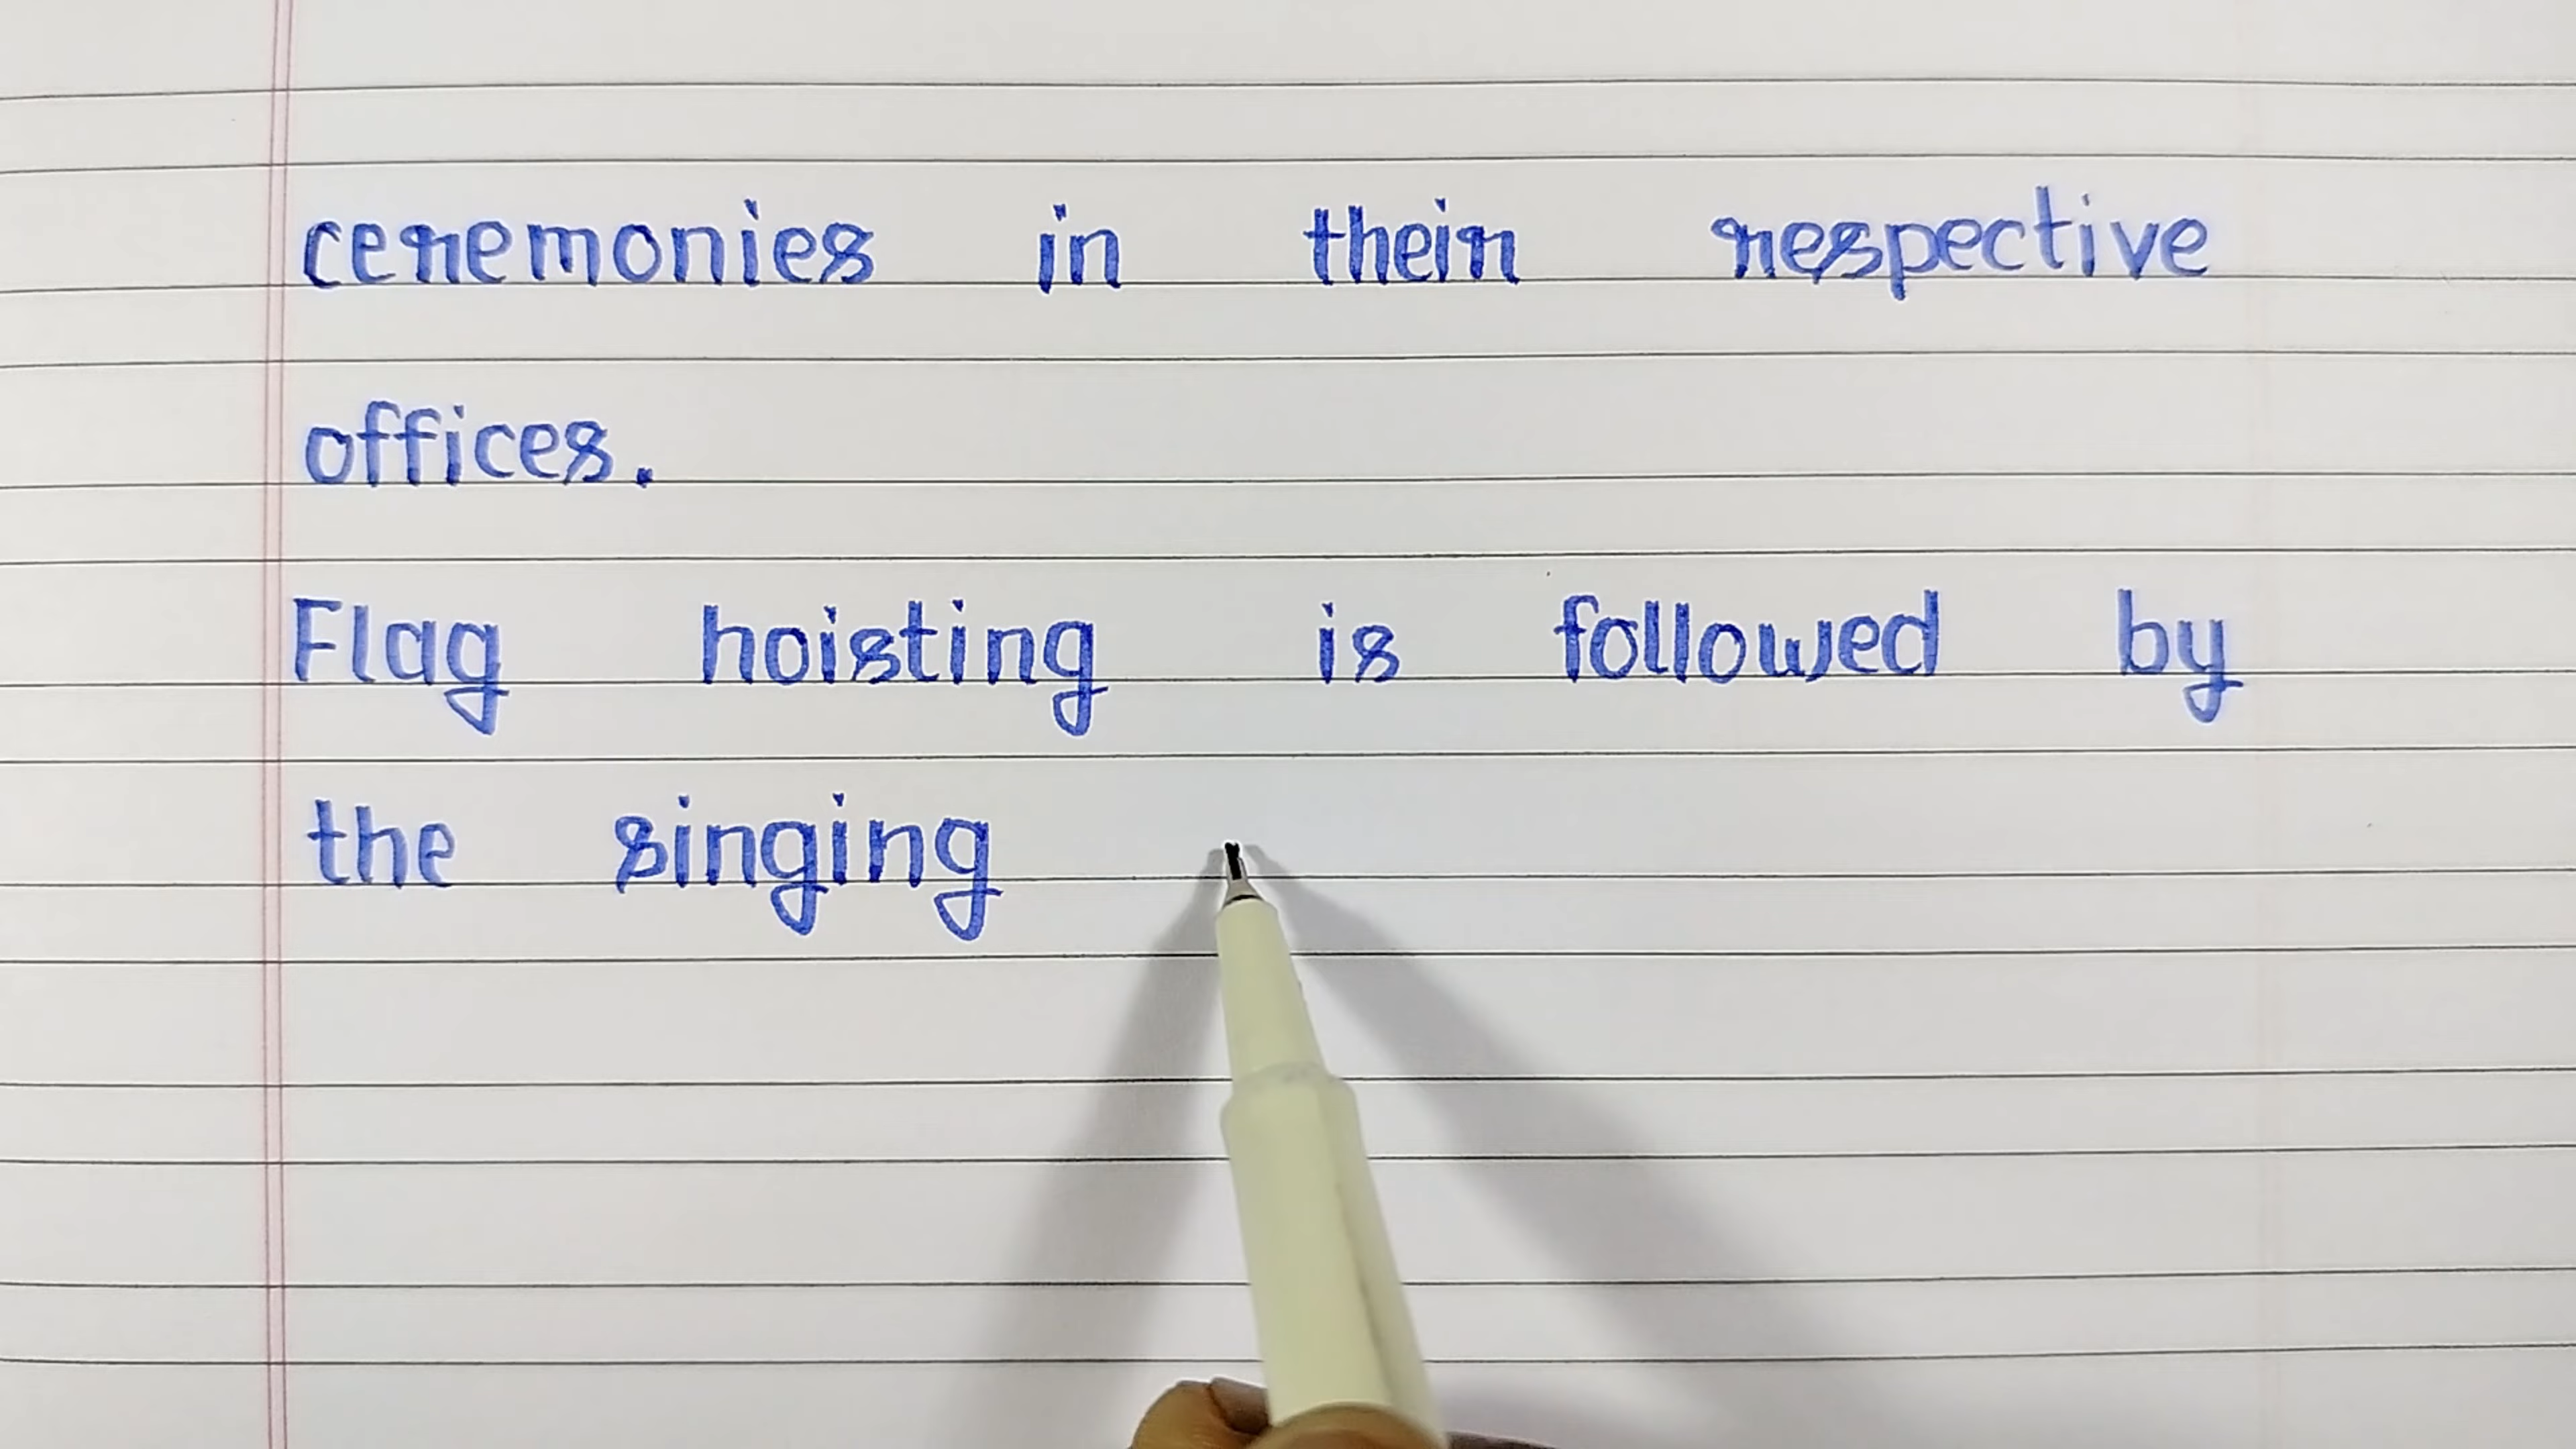 ceremonies in their respective
offices.
Flag hoisting is followed by
the singing